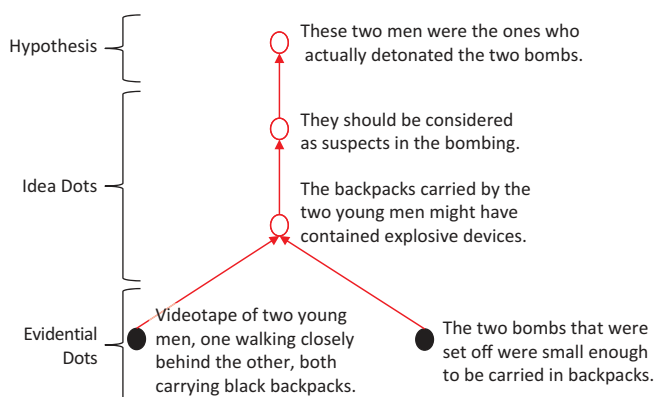 Hypothesis
These two men were the ones who
actually detonated the two bombs.
Idea Dots
They should be considered
as suspects in the bombing.
The backpacks carried by the
two young men might have
contained explosive devices.
Evidential
Dots
Videotape of two young
men, one walking closely
behind the other, both
carrying black backpacks.
The two bombs that were
set off were small enough
to be carried in backpacks.